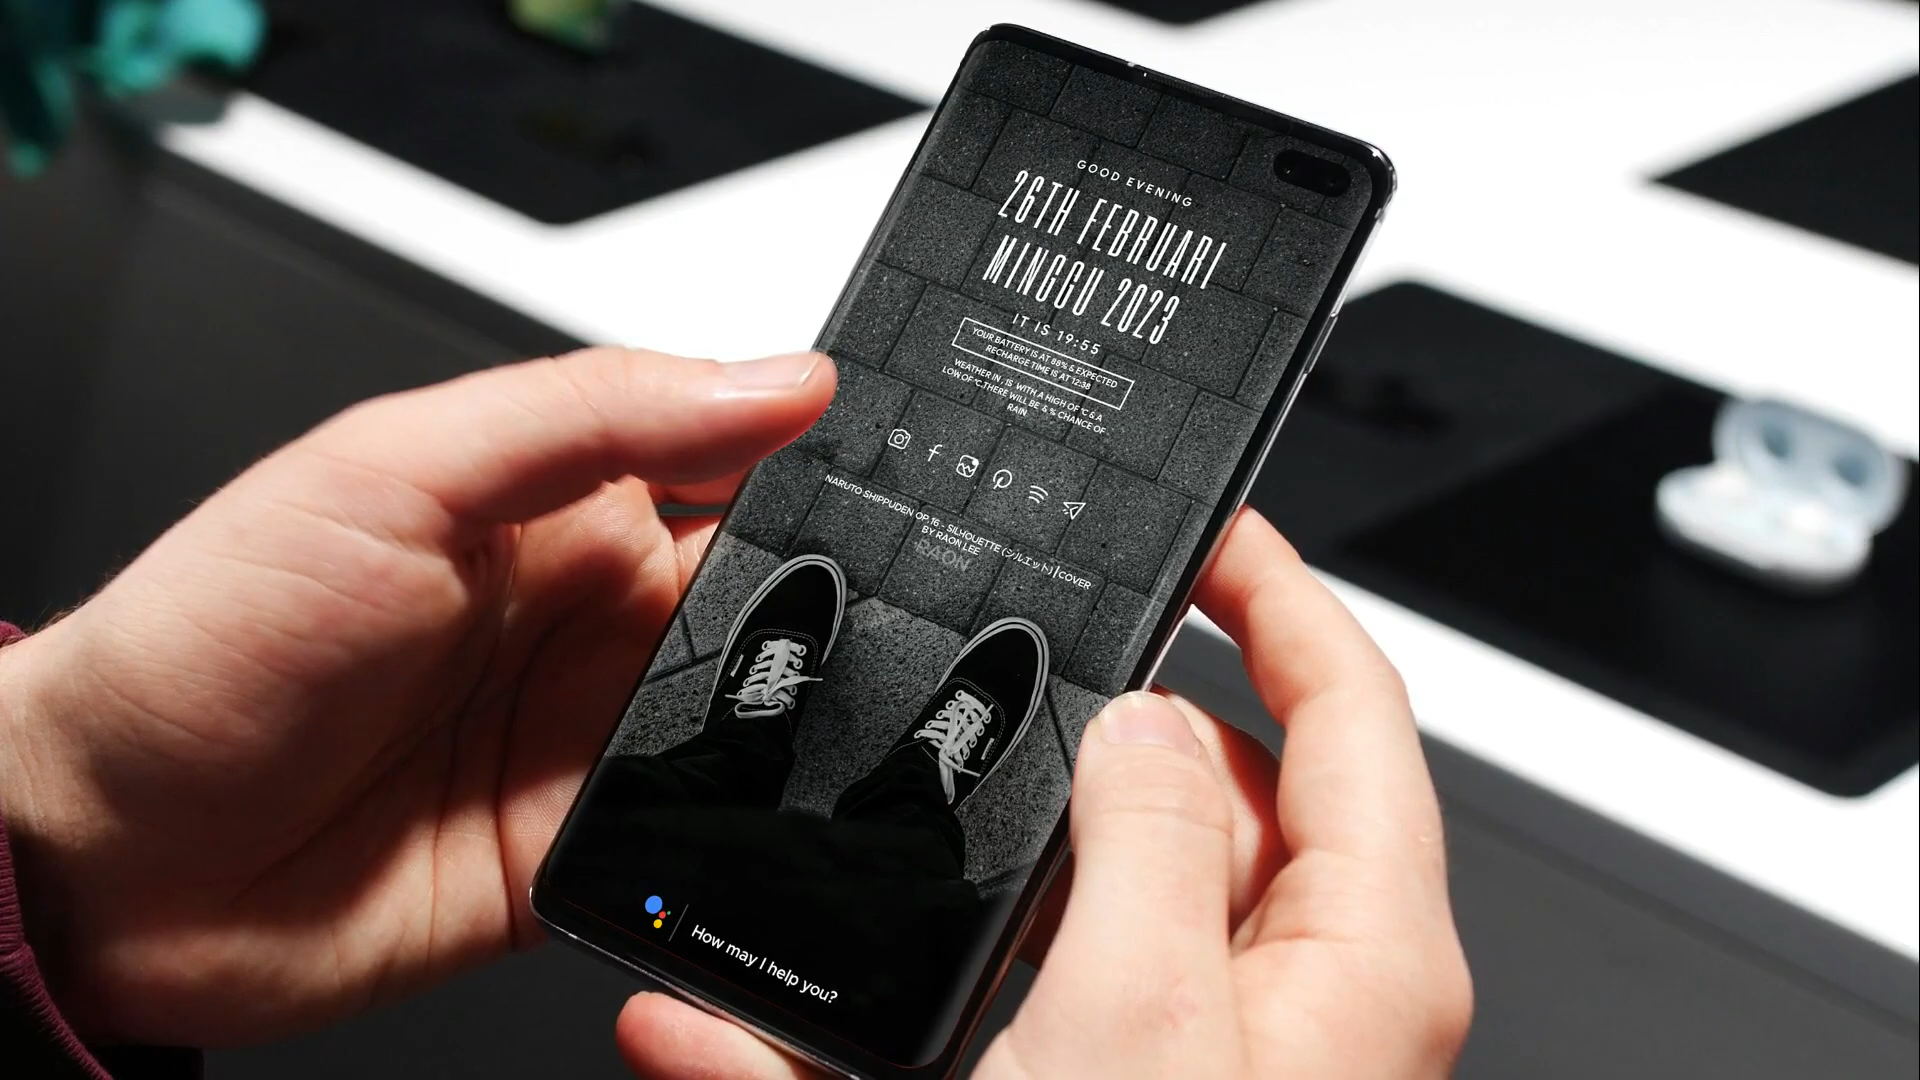 GOOD EVENING
26TH FEBRUARI
MINGGU 2023
IT IS 19:55
YOUR BATTERY IS AT 88% & EXPECTED
RECHARGE TIME IS AT 12:38
WEATHER IN , IS WITH A HIGH OF °C & A
LOW OF °C.THERE WILL BE & % CHANCE OF
RAIN
NARUTO SHIPPUDEN OP.16 - SILHOUETTE (シルエット)|COVER
BY RAON LEE
RAON
How may I help you?